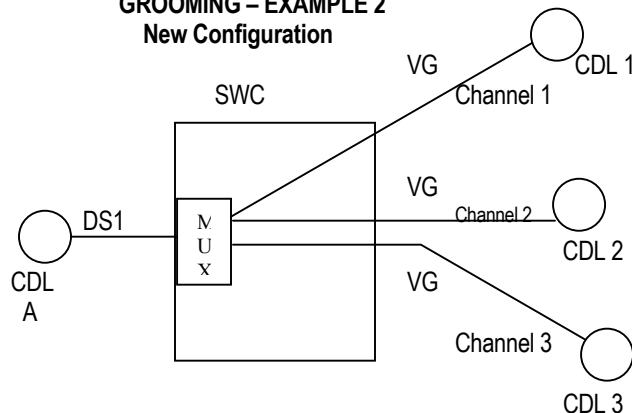 GROOMING – EXAMPLE 2
New Configuration
VG
CDL 1
SWC
Channel 1
VG
Channel 2
DS1
M
U
X
CDL 2
CDL
A
VG
Channel 3
CDL 3